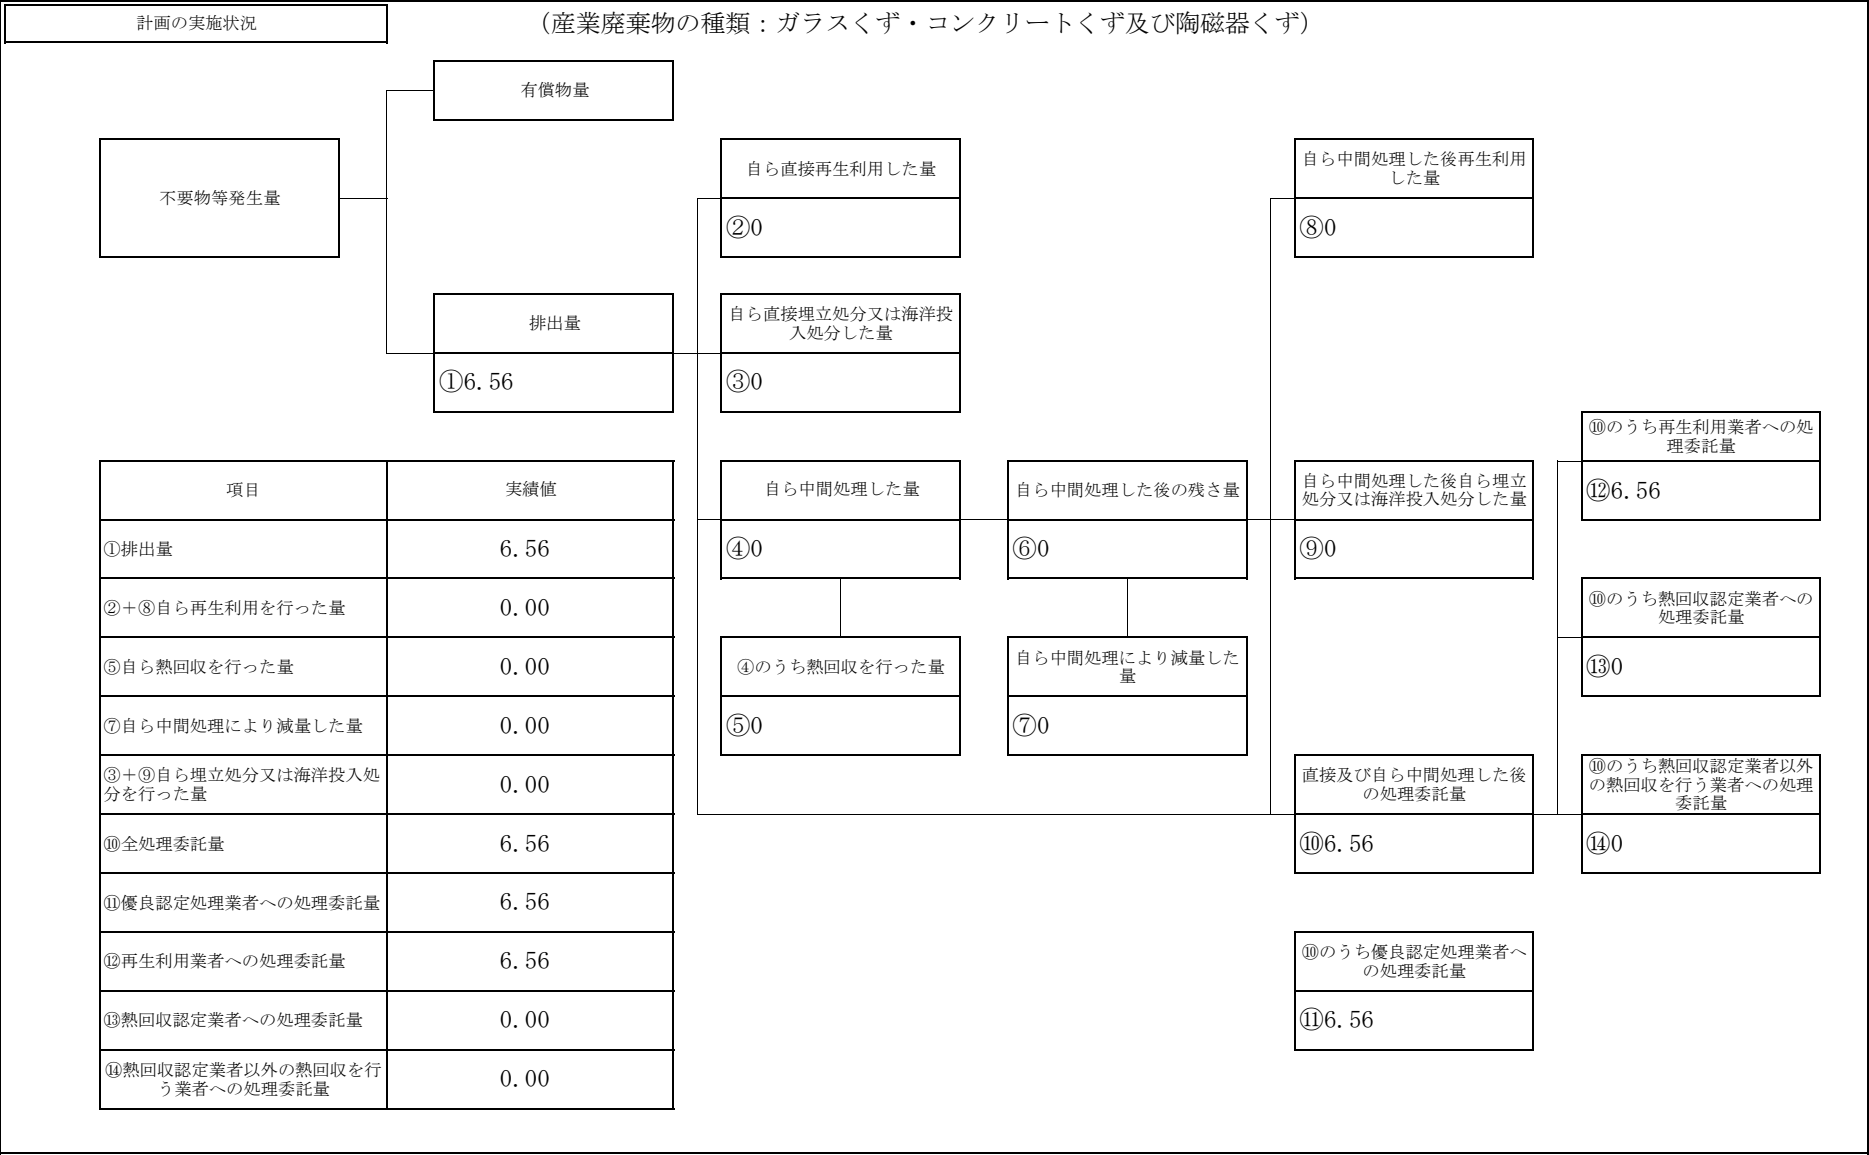 計画の実施状況
（産業廃棄物の種類：ガラスくず・コンクリートくず及び陶磁器くず）
有償物量
不要物等発生量
自ら直接再生利用した量
②0
自ら中間処理した後再生利用
した量
⑧0
排出量
①6.56
自ら直接埋立処分又は海洋投
入処分した量
③0
⑩のうち再生利用業者への処
理委託量
⑫6.56
自ら中間処理した量
④0
自ら中間処理した後の残さ量
⑥0
自ら中間処理した後自ら埋立
処分又は海洋投入処分した量
⑨0
⑩のうち熱回収認定業者への
処理委託量
⑬0
④のうち熱回収を行った量
⑤0
自ら中間処理により減量した
量
⑦0
直接及び自ら中間処理した後
の処理委託量
⑩6.56
⑩のうち熱回収認定業者以外
の熱回収を行う業者への処理
委託量
⑭0
⑩のうち優良認定処理業者へ
の処理委託量
⑪6.56
項目 実績値
①排出量 6.56
②＋⑧自ら再生利用を行った量 0.00
⑤自ら熱回収を行った量 0.00
⑦自ら中間処理により減量した量 0.00
③＋⑨自ら埋立処分又は海洋投入処
分を行った量 0.00
⑩全処理委託量 6.56
⑪優良認定処理業者への処理委託量 6.56
⑫再生利用業者への処理委託量 6.56
⑬熱回収認定業者への処理委託量 0.00
⑭熱回収認定業者以外の熱回収を行
う業者への処理委託量 0.00